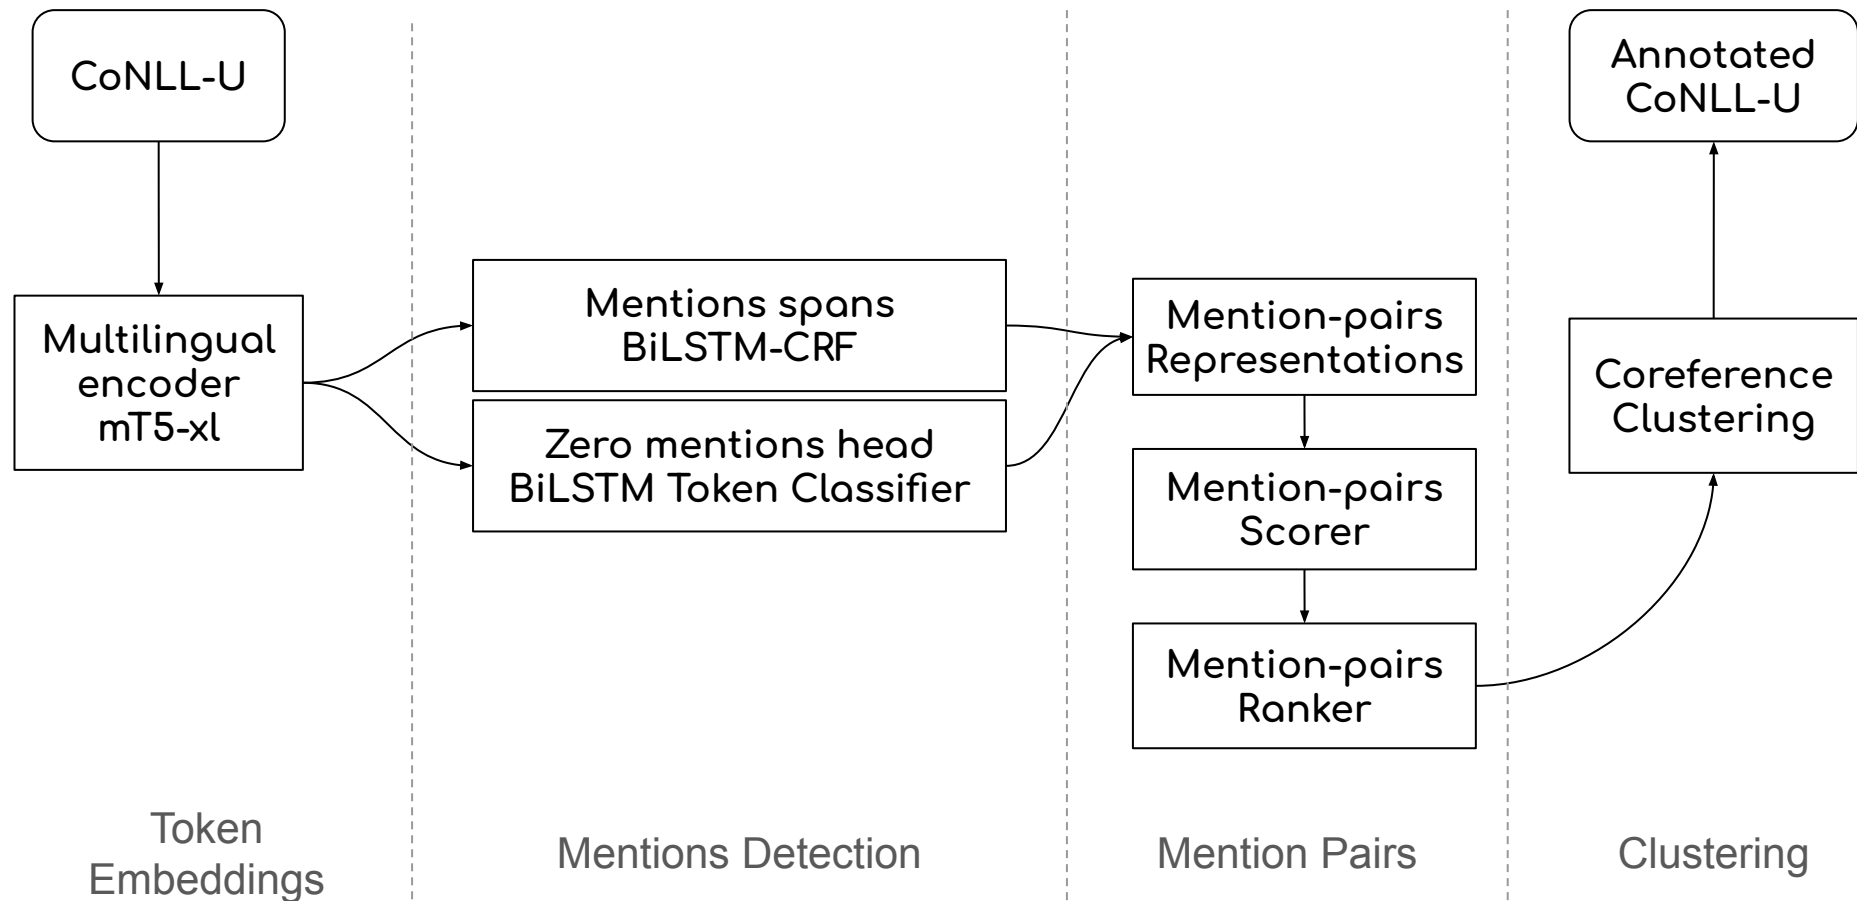 CoNLL-U
Multilingual
encoder
mT5-xl
Mentions spans
BiLSTM-CRF
Zero mentions head
BiLSTM Token Classifier
Mention-pairs
Representations
Mention-pairs
Scorer
Mention-pairs
Ranker
Annotated
CoNLL-U
Coreference
Clustering
Token
Embeddings
Mentions Detection
Mention Pairs
Clustering